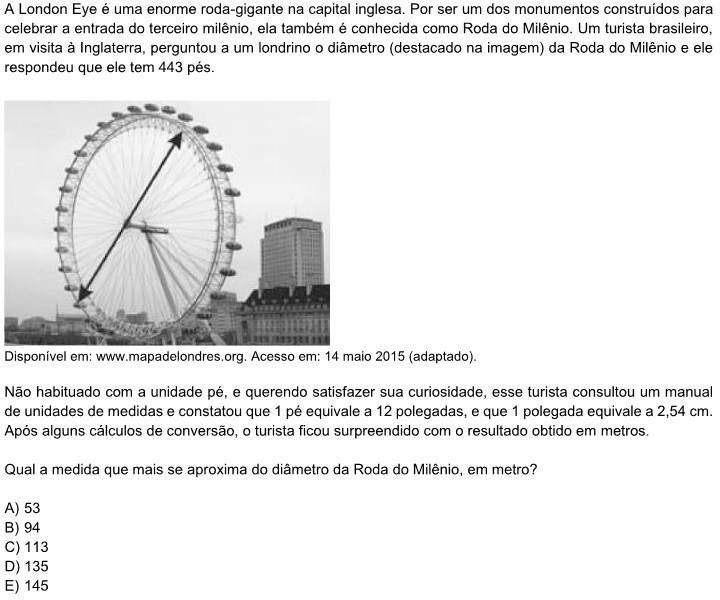 A London Eye é uma enorme roda-gigante na capital inglesa. Por ser um dos monumentos construídos para
celebrar a entrada do terceiro milênio, ela também é conhecida como Roda do Milênio. Um turista brasileiro,
em visita à Inglaterra, perguntou a um londrino o diâmetro (destacado na imagem) da Roda do Milênio e ele
respondeu que ele tem 443 pés.
Disponível em: www.mapadelondres.org. Acesso em: 14 maio 2015 (adaptado).
Não habituado com a unidade pé, e querendo satisfazer sua curiosidade, esse turista consultou um manual
de unidades de medidas e constatou que 1 pé equivale a 12 polegadas, e que 1 polegada equivale a 2,54 cm.
Após alguns cálculos de conversão, o turista ficou surpreendido com o resultado obtido em metros.
Qual a medida que mais se aproxima do diâmetro da Roda do Milênio, em metro?
A) 53
B) 94
C) 113
D) 135
E) 145